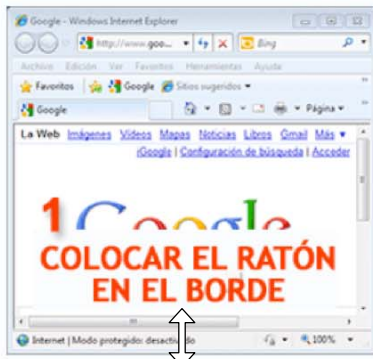 Google - Windows Internet Explorer
http://www.goo... Bing
Archivo Edición Ver Favoritos Herramientas Ayuda
Favoritos Google Sitios sugeridos
Google Página
La Web Imágenes Vídeos Mapas Noticias Libros Gmail Más
iGoogle | Configuración de búsqueda | Acceder
1 Google
COLOCAR EL RATÓN
EN EL BORDE
Internet | Modo protegido: desactivado 100%